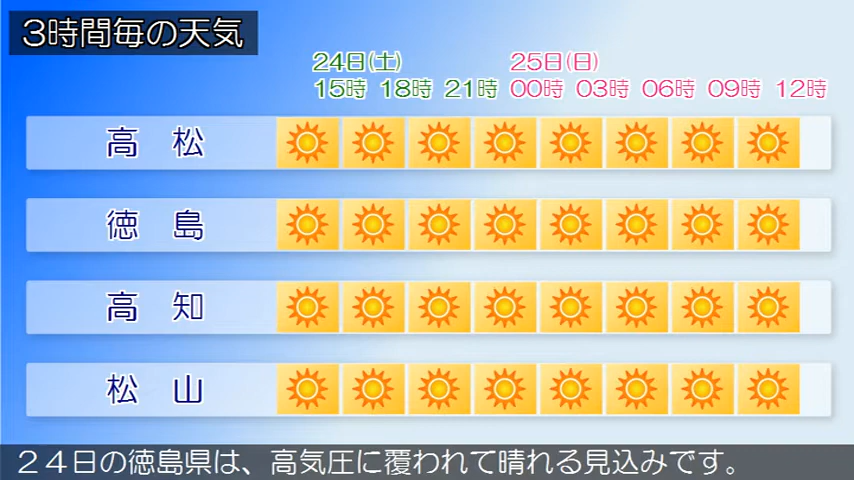 3時間毎の天気
24日(土) 25日(日)
15時 18時 21時 00時 03時 06時 09時 12時
高 松
徳 島
高 知
松 山
２４日の徳島県は、高気圧に覆われて晴れる見込みです。